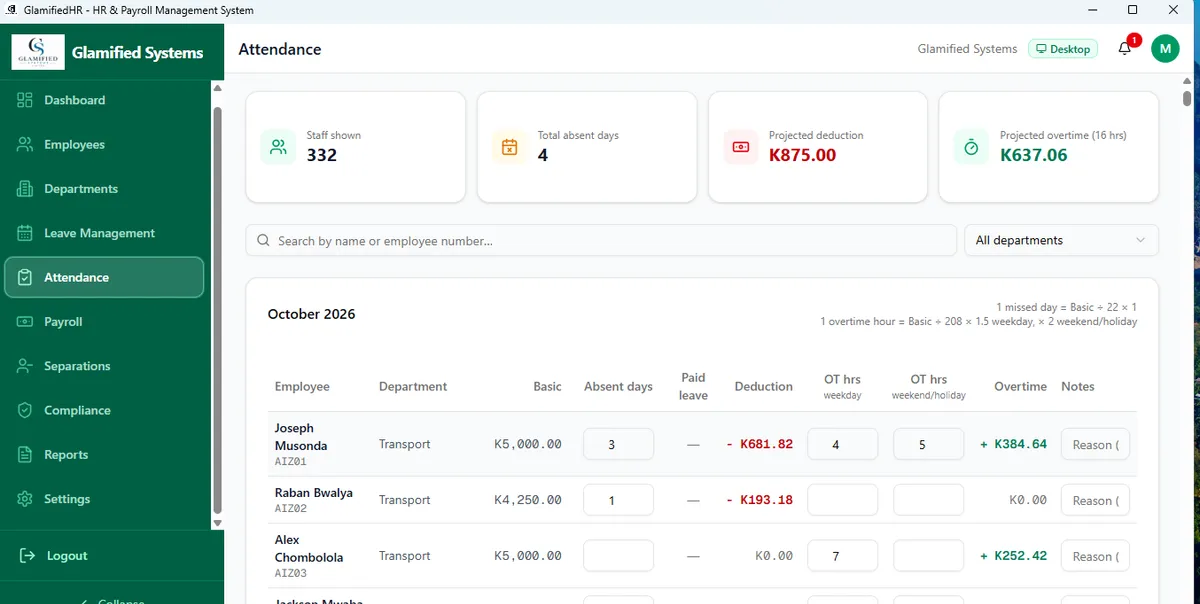 GlamifiedHR - HR & Payroll Management System
GLAMIFIED
Glamified Systems
Attendance
Glamified Systems
Desktop
1
M
Dashboard
Employees
Departments
Leave Management
Attendance
Payroll
Separations
Compliance
Reports
Settings
Logout
Collapse
Staff shown
332
Total absent days
4
Projected deduction
K875.00
Projected overtime (16 hrs)
K637.06
Search by name or employee number...
All departments
October 2026
1 missed day = Basic ÷ 22 × 1
1 overtime hour = Basic ÷ 208 × 1.5 weekday, × 2 weekend/holiday
Employee Department Basic Absent days Paid leave Deduction OT hrs weekday OT hrs weekend/holiday Overtime Notes
Joseph Musonda AIZ01 Transport K5,000.00 3 — - K681.82 4 5 + K384.64 Reason (
Raban Bwalya AIZ02 Transport K4,250.00 1 — - K193.18 K0.00 Reason (
Alex Chombolola AIZ03 Transport K5,000.00 — K0.00 7 + K252.42 Reason (
Jackson Mwaba